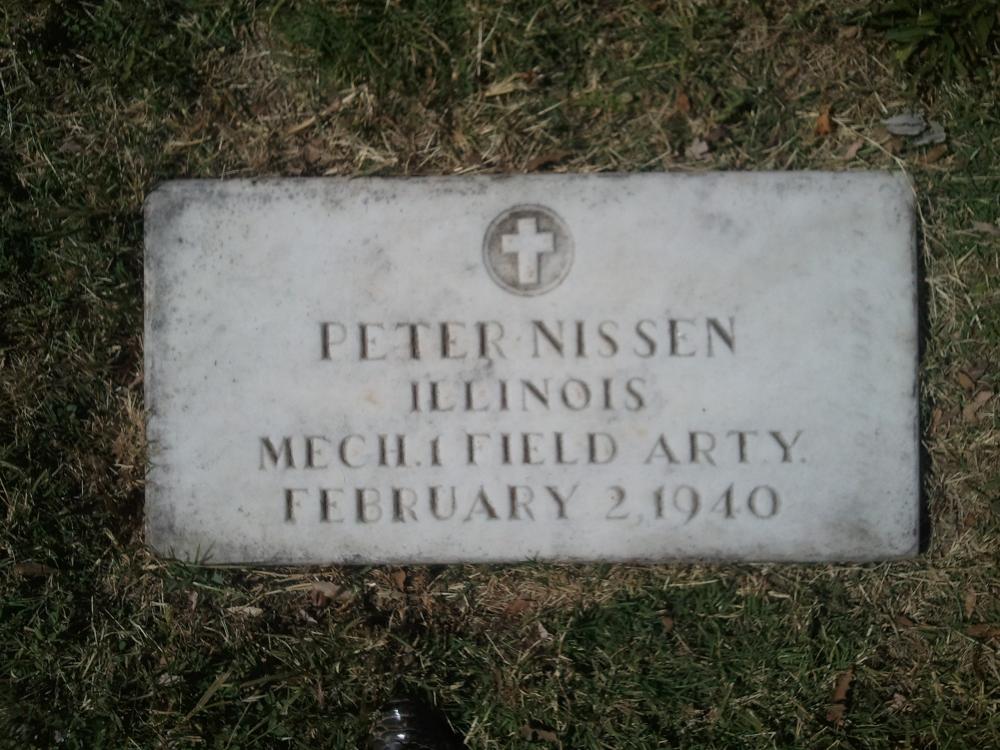 PETER NISSEN
ILLINOIS
MECH. 1 FIELD ARTY.
FEBRUARY 2, 1940